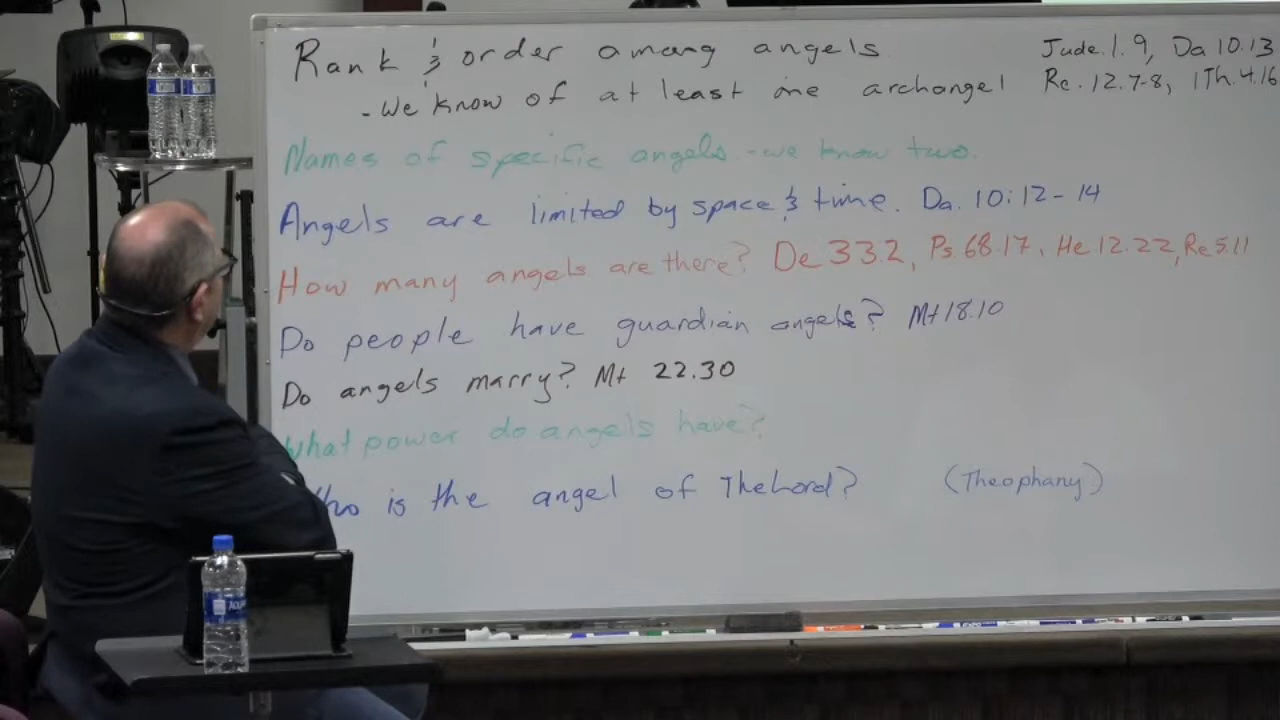 Rank & order among angels. Jude.1.9, Da 10.13
- We know of at least one archangel Re.12.7-8, 1Th.4.16
Names of specific angels - we know two.
Angels are limited by space & time. Da. 10:12-14
How many angels are there? De 33.2, Ps.68.17, He 12.22, Re 5.11
Do people have guardian angels? Mt 18.10
Do angels marry? Mt 22.30
What power do angels have?
Who is the angel of The Lord? (Theophany)